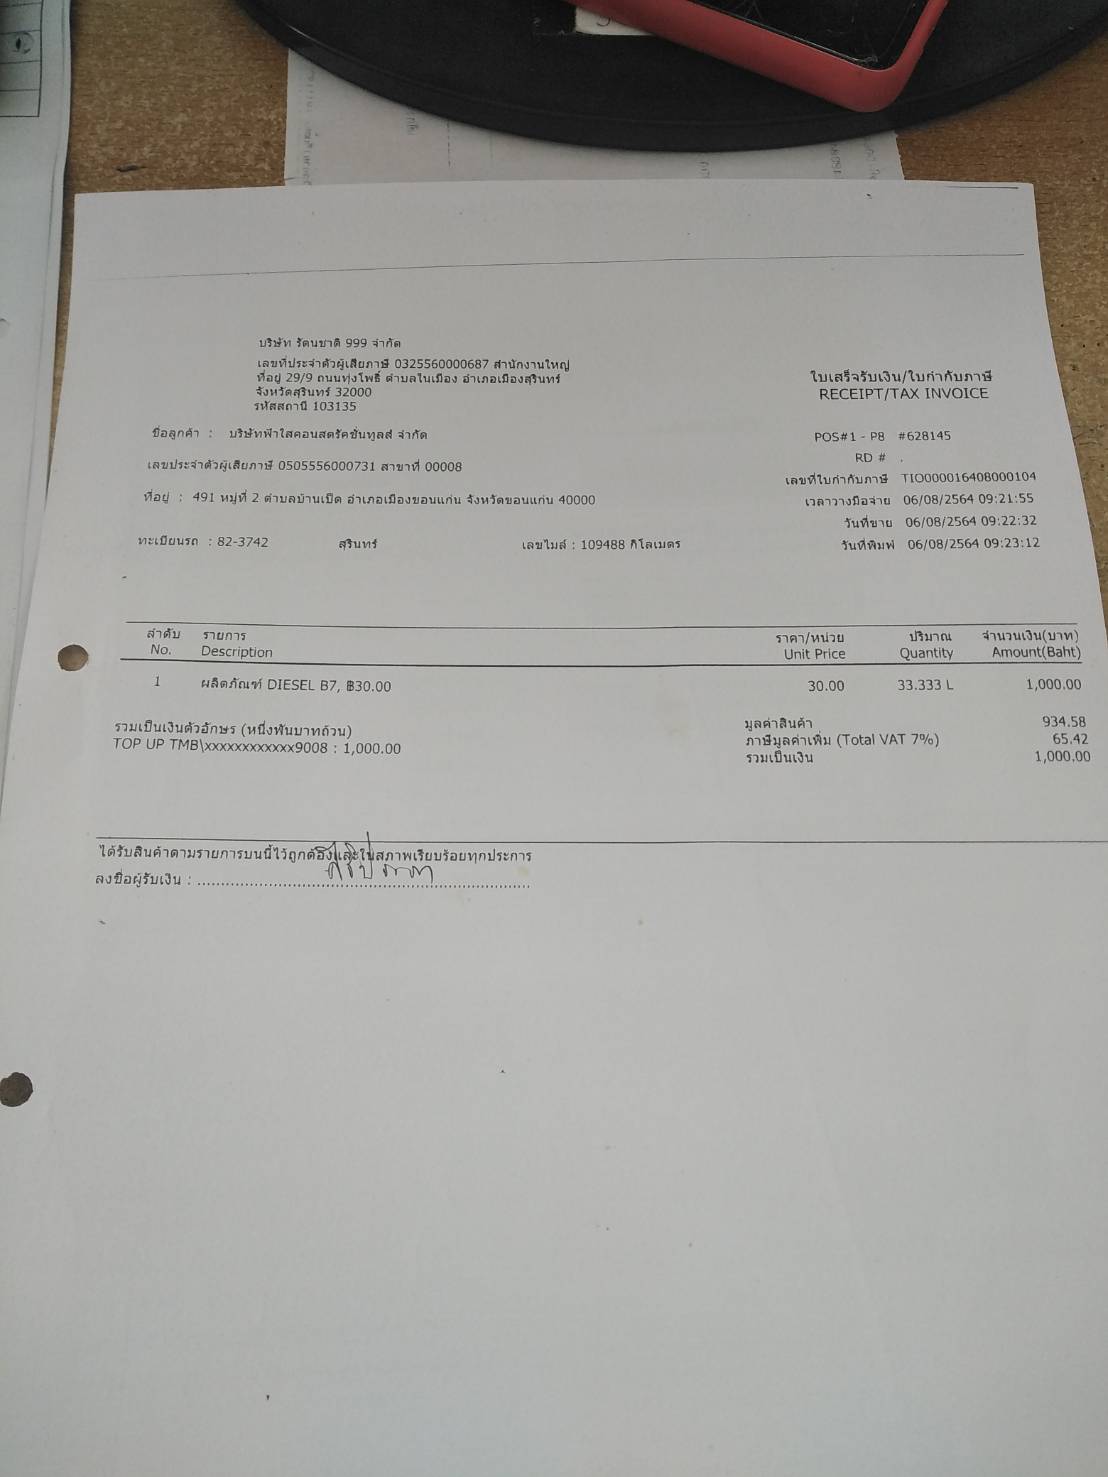 บริษัท รัตนชาติ 999 จำกัด
เลขที่ประจำตัวผู้เสียภาษี 0325560000687 สำนักงานใหญ่
ที่อยู่ 29/9 ถนนทุ่งโพธิ์ ตำบลในเมือง อำเภอเมืองสุรินทร์
จังหวัดสุรินทร์ 32000
รหัสสถานี 103135
ใบเสร็จรับเงิน/ใบกำกับภาษี
RECEIPT/TAX INVOICE
ชื่อลูกค้า : บริษัทฟ้าใสคอนสตรัคชั่นทูลส์ จำกัด
เลขประจำตัวผู้เสียภาษี 0505556000731 สาขาที่ 00008
ที่อยู่ : 491 หมู่ที่ 2 ตำบลบ้านเป็ด อำเภอเมืองขอนแก่น จังหวัดขอนแก่น 40000
ทะเบียนรถ : 82-3742 สุรินทร์ เลขไมล์ : 109488 กิโลเมตร
POS#1 - P8 #628145
RD # .
เลขที่ใบกำกับภาษี TIO000016408000104
เวลาวางมือจ่าย 06/08/2564 09:21:55
วันที่ขาย 06/08/2564 09:22:32
วันที่พิมพ์ 06/08/2564 09:23:12
ลำดับ รายการ ราคา/หน่วย ปริมาณ จำนวนเงิน(บาท)
No. Description Unit Price Quantity Amount(Baht)
1 ผลิตภัณฑ์ DIESEL B7, ฿30.00 30.00 33.333 L 1,000.00
รวมเป็นเงินตัวอักษร (หนึ่งพันบาทถ้วน)
TOP UP TMB\xxxxxxxxxxxx9008 : 1,000.00
มูลค่าสินค้า 934.58
ภาษีมูลค่าเพิ่ม (Total VAT 7%) 65.42
รวมเป็นเงิน 1,000.00
ได้รับสินค้าตามรายการบนนี้ไว้ถูกต้องและในสภาพเรียบร้อยทุกประการ
ลงชื่อผู้รับเงิน :